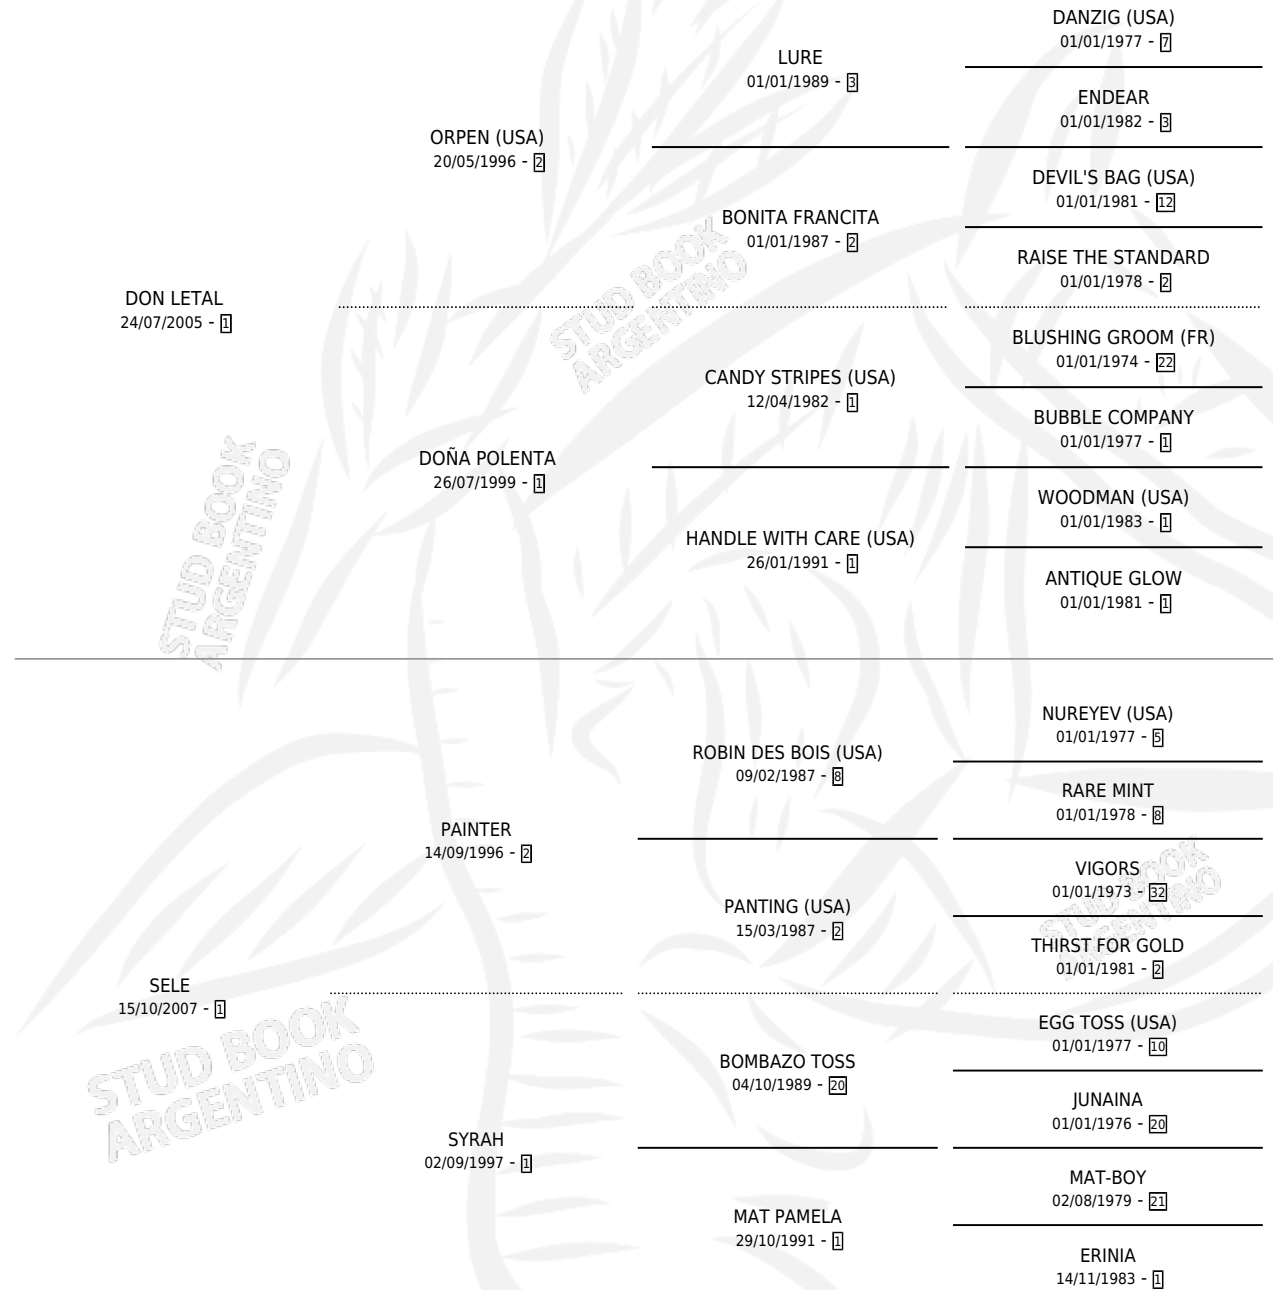 DANZIG (USA)
01/01/1977 - 7
LURE
01/01/1989 - 3
ENDEAR
01/01/1982 - 3
ORPEN (USA)
20/05/1996 - 2
DEVIL'S BAG (USA)
01/01/1981 - 12
BONITA FRANCITA
01/01/1987 - 2
RAISE THE STANDARD
01/01/1978 - 2
DON LETAL
24/07/2005 - 1
STUD BOOK
ARGENTINO
BLUSHING GROOM (FR)
01/01/1974 - 22
CANDY STRIPES (USA)
12/04/1982 - 1
BUBBLE COMPANY
01/01/1977 - 1
DOÑA POLENTA
26/07/1999 - 1
WOODMAN (USA)
01/01/1983 - 1
HANDLE WITH CARE (USA)
26/01/1991 - 1
ANTIQUE GLOW
01/01/1981 - 1
STUD BOOK
ARGENTINO
NUREYEV (USA)
01/01/1977 - 5
ROBIN DES BOIS (USA)
09/02/1987 - 8
RARE MINT
01/01/1978 - 8
PAINTER
14/09/1996 - 2
VIGORS
01/01/1973 - 32
PANTING (USA)
15/03/1987 - 2
STUD BOOK
ARGENTINO
THIRST FOR GOLD
01/01/1981 - 2
SELE
15/10/2007 - 1
STUD BOOK
ARGENTINO
EGG TOSS (USA)
01/01/1977 - 10
BOMBAZO TOSS
04/10/1989 - 20
JUNAINA
01/01/1976 - 20
SYRAH
02/09/1997 - 1
MAT-BOY
02/08/1979 - 21
MAT PAMELA
29/10/1991 - 1
ERINIA
14/11/1983 - 1